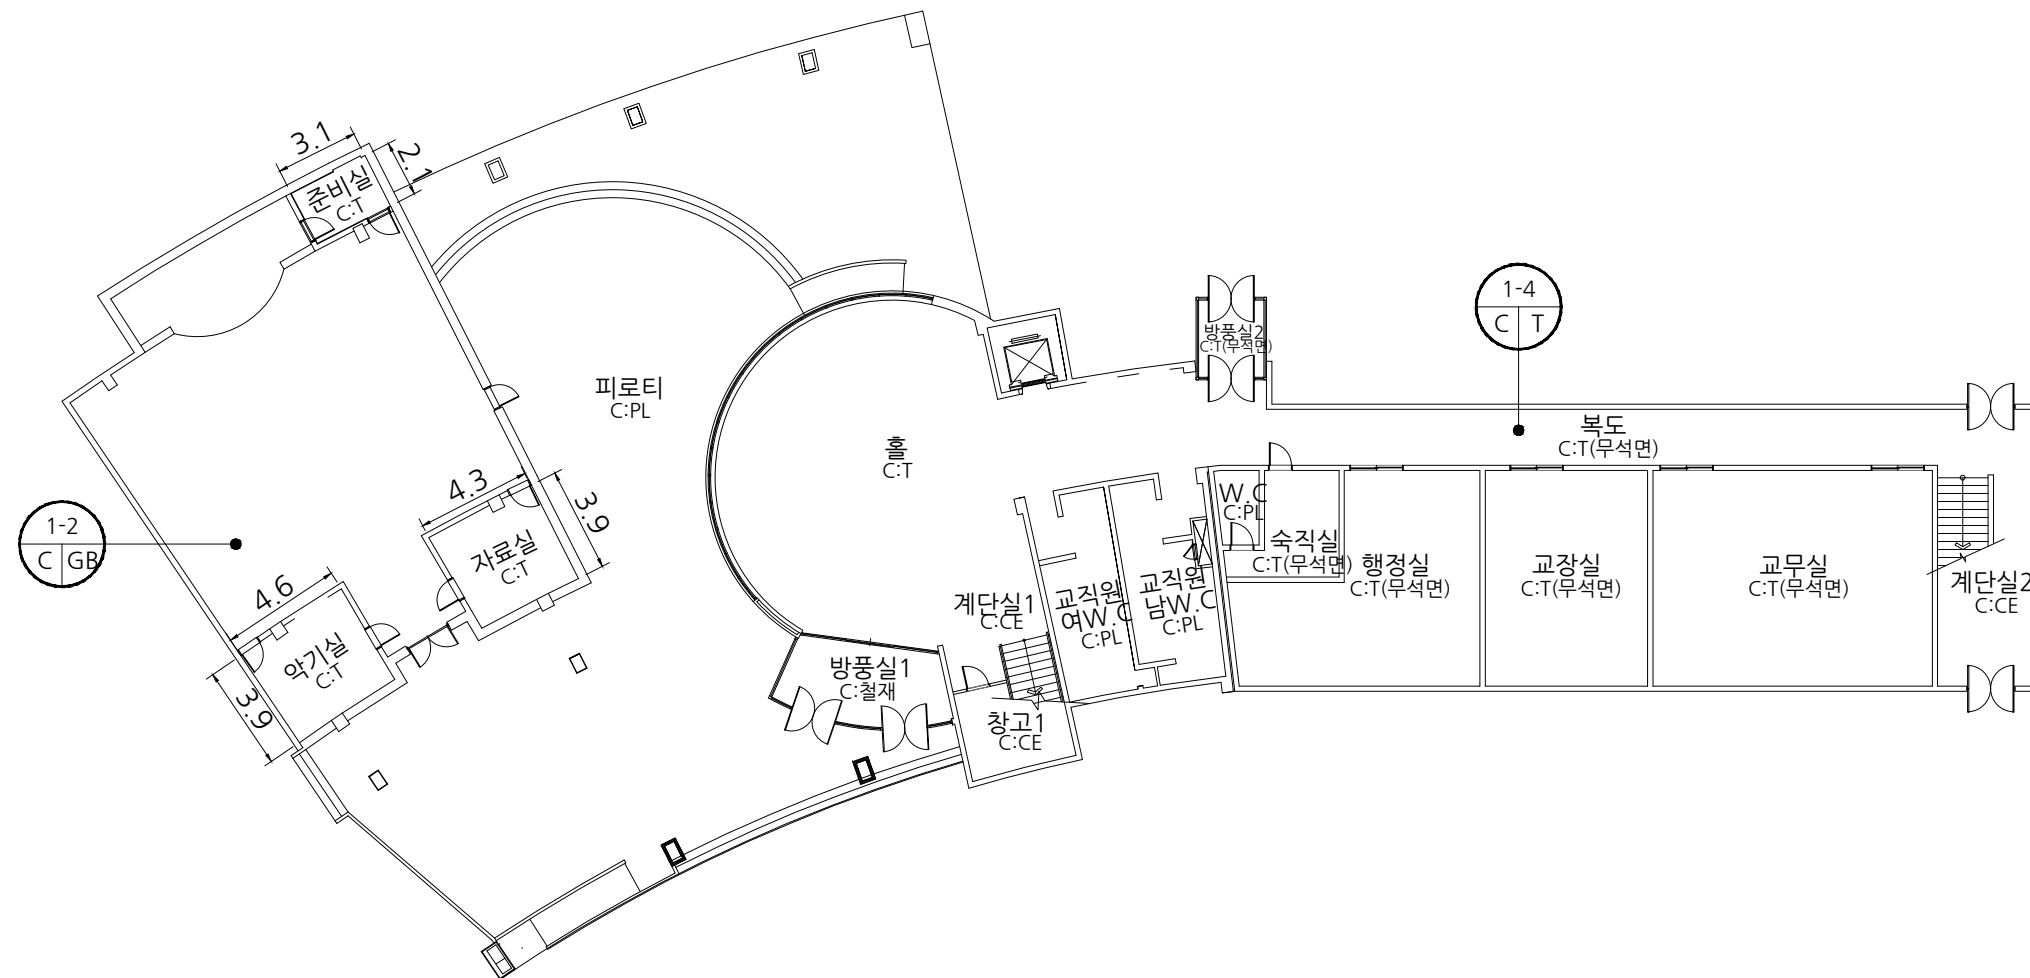 3.1
2.1
준비실
C:T
피로티
C:PL
홀
C:T
4.3
3.9
자료실
C:T
1-2
C GB
4.6
3.9
악기실
C:T
방풍실1
C:철재
계단실1
C:CE
창고1
C:CE
교직원
여W.C
C:PL
교직원
남W.C
C:PL
방풍실2
C:T(무석면)
1-4
C T
복도
C:T(무석면)
W.C
C:PL
숙직실
C:T(무석면)
행정실
C:T(무석면)
교장실
C:T(무석면)
교무실
C:T(무석면)
계단실2
C:CE